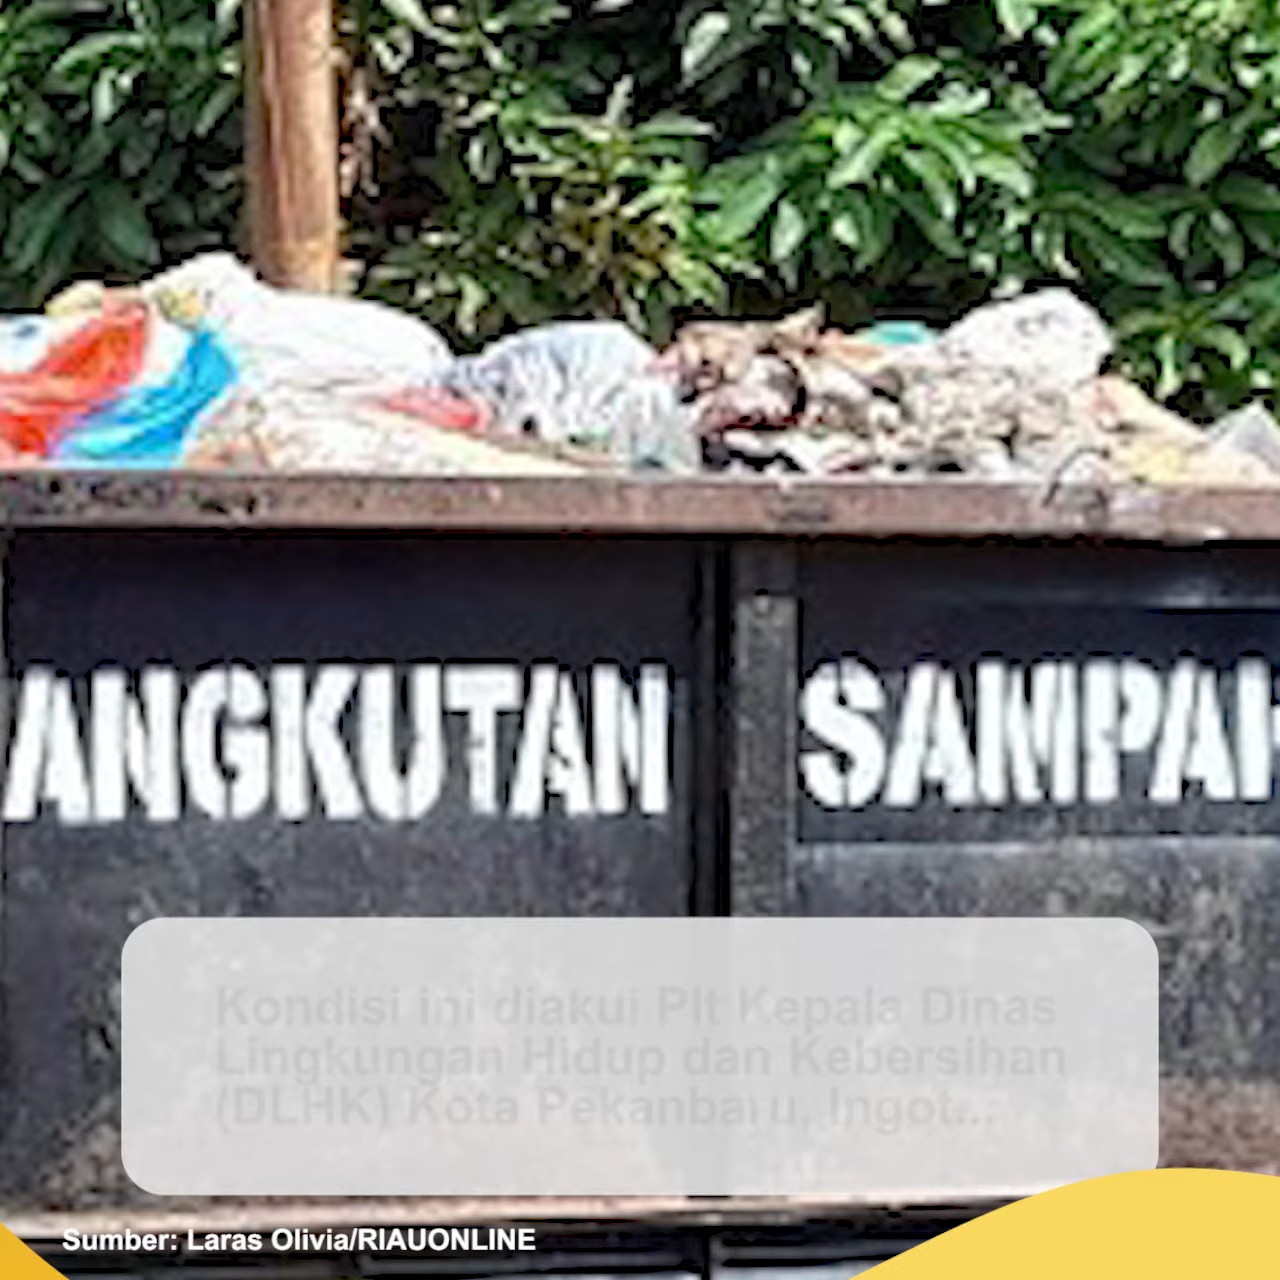 ANGKUTAN SAMPAH
Kondisi ini diakui Plt Kepala Dinas
Lingkungan Hidup dan Kebersihan
(DLHK) Kota Pekanbaru, Ingot...
Sumber: Laras Olivia/RIAUONLINE